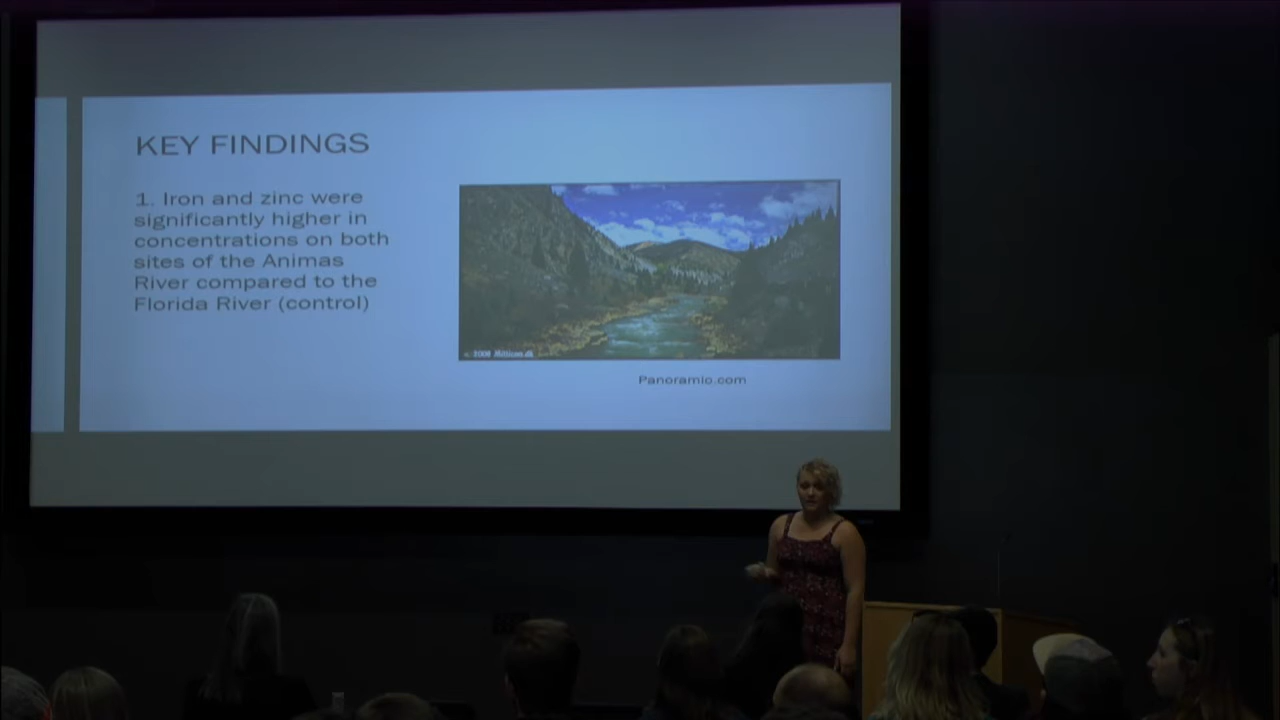 KEY FINDINGS
1. Iron and zinc were
significantly higher in
concentrations on both
sites of the Animas
River compared to the
Florida River (control)
Panoramio.com